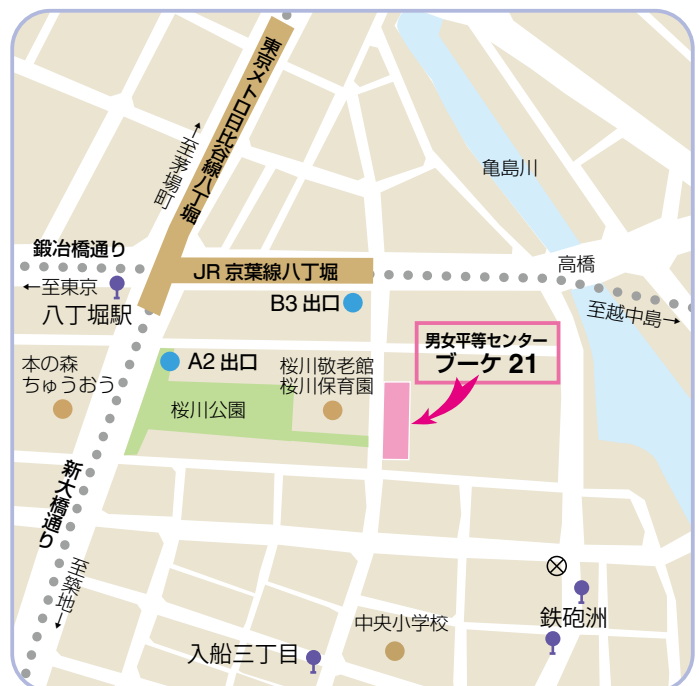 東京メトロ日比谷線八丁堀
←至茅場町
亀島川
鍛冶橋通り
JR 京葉線八丁堀
高橋
←至東京
至越中島→
八丁堀駅
B3 出口
男女平等センター
ブーケ 21
A2 出口
本の森
ちゅうおう
桜川敬老館
桜川保育園
桜川公園
新大橋通り
至築地→
鉄砲洲
中央小学校
入船三丁目